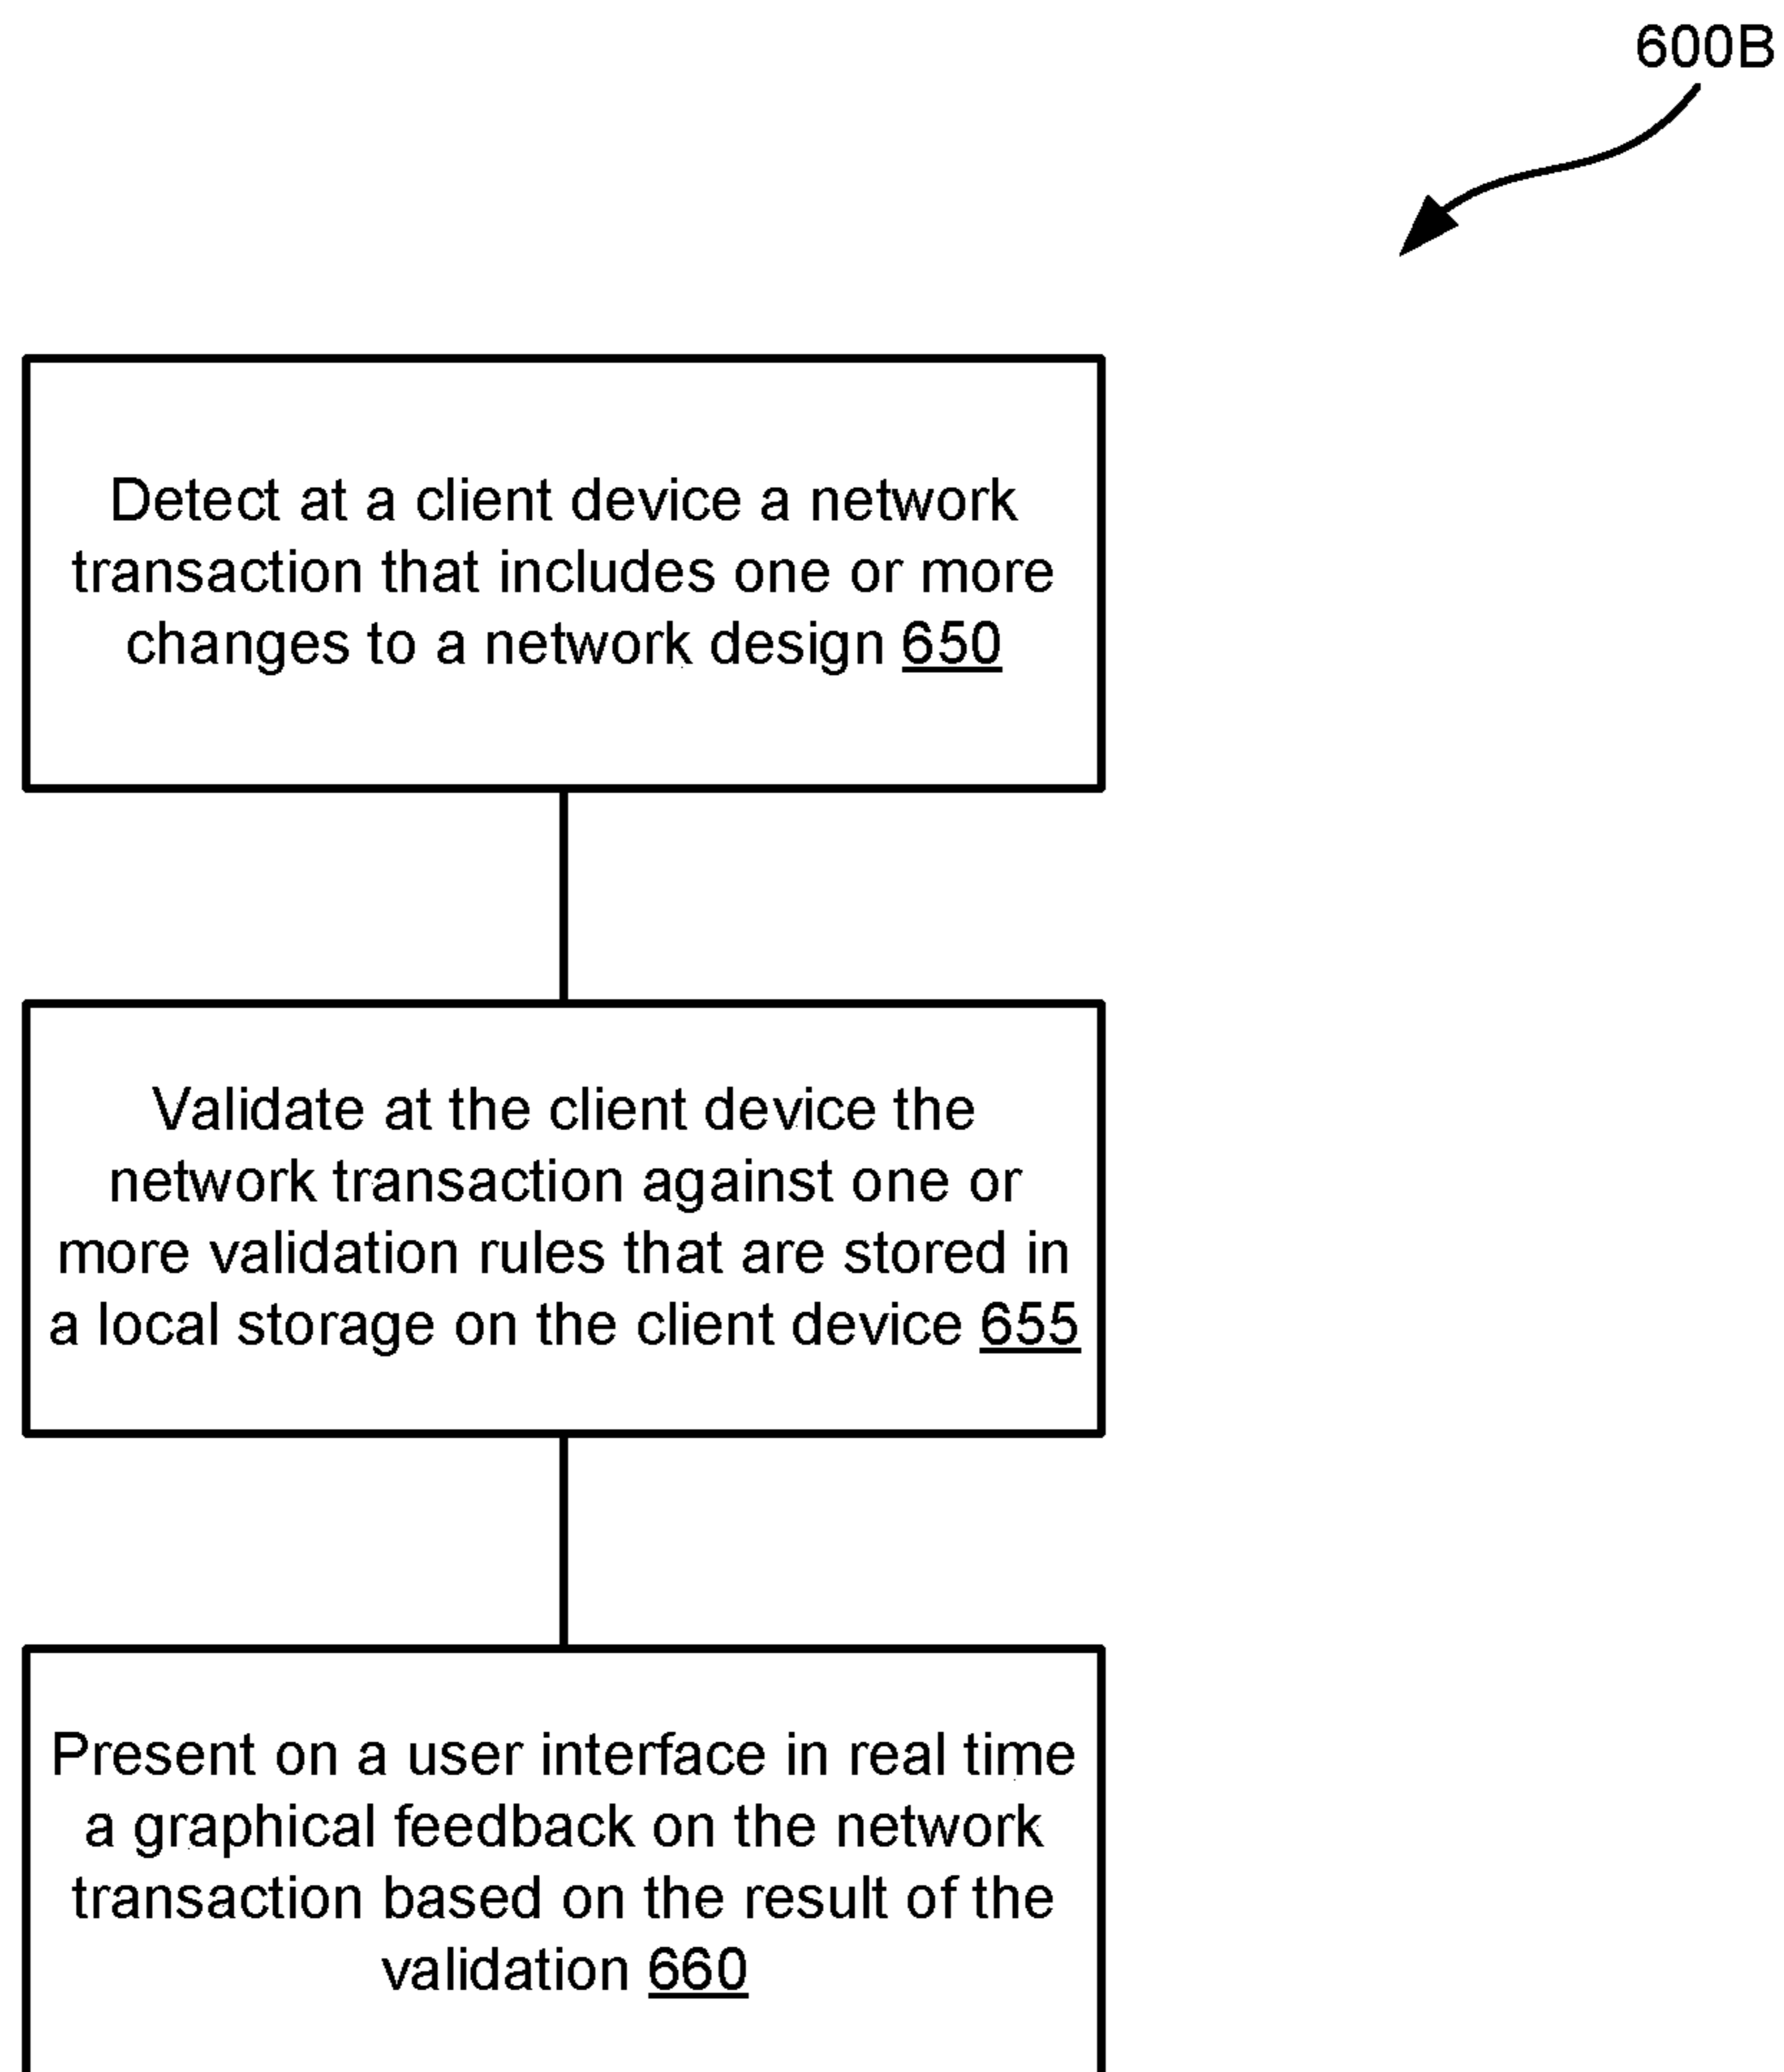 600B
Detect at a client device a network
transaction that includes one or more
changes to a network design 650
Validate at the client device the
network transaction against one or
more validation rules that are stored in
a local storage on the client device 655
Present on a user interface in real time
a graphical feedback on the network
transaction based on the result of the
validation 660